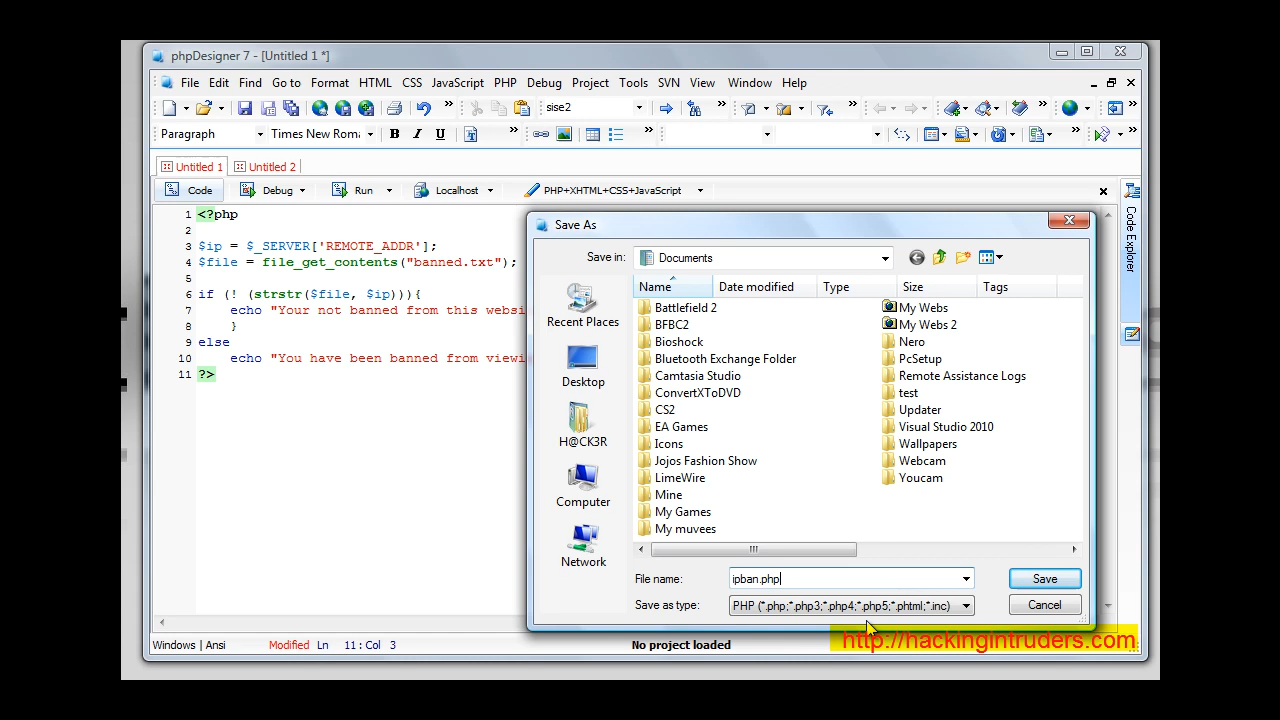 phpDesigner 7 - [Untitled 1 *]
File Edit Find Go to Format HTML CSS JavaScript PHP Debug Project Tools SVN View Window Help
sise2
Paragraph Times New Roma B I U
Untitled 1 Untitled 2
Code Debug Run Localhost PHP+XHTML+CSS+JavaScript
Code Explorer
1 <?php
2
3 $ip = $_SERVER['REMOTE_ADDR'];
4 $file = file_get_contents("banned.txt");
5
6 if (! (strstr($file, $ip))){
7 echo "Your not banned from this websi
8 }
9 else
10 echo "You have been banned from viewi
11 ?>
Save As
Save in: Documents
Name Date modified Type Size Tags
Recent Places
Desktop
H@CK3R
Computer
Network
Battlefield 2
BFBC2
Bioshock
Bluetooth Exchange Folder
Camtasia Studio
ConvertXToDVD
CS2
EA Games
Icons
Jojos Fashion Show
LimeWire
Mine
My Games
My muvees
My Webs
My Webs 2
Nero
PcSetup
Remote Assistance Logs
test
Updater
Visual Studio 2010
Wallpapers
Webcam
Youcam
File name: ipban.php Save
Save as type: PHP (*.php;*.php3;*.php4;*.php5;*.phtml;*.inc) Cancel
http://hackingintruders.com
Windows | Ansi Modified Ln 11 : Col 3 No project loaded